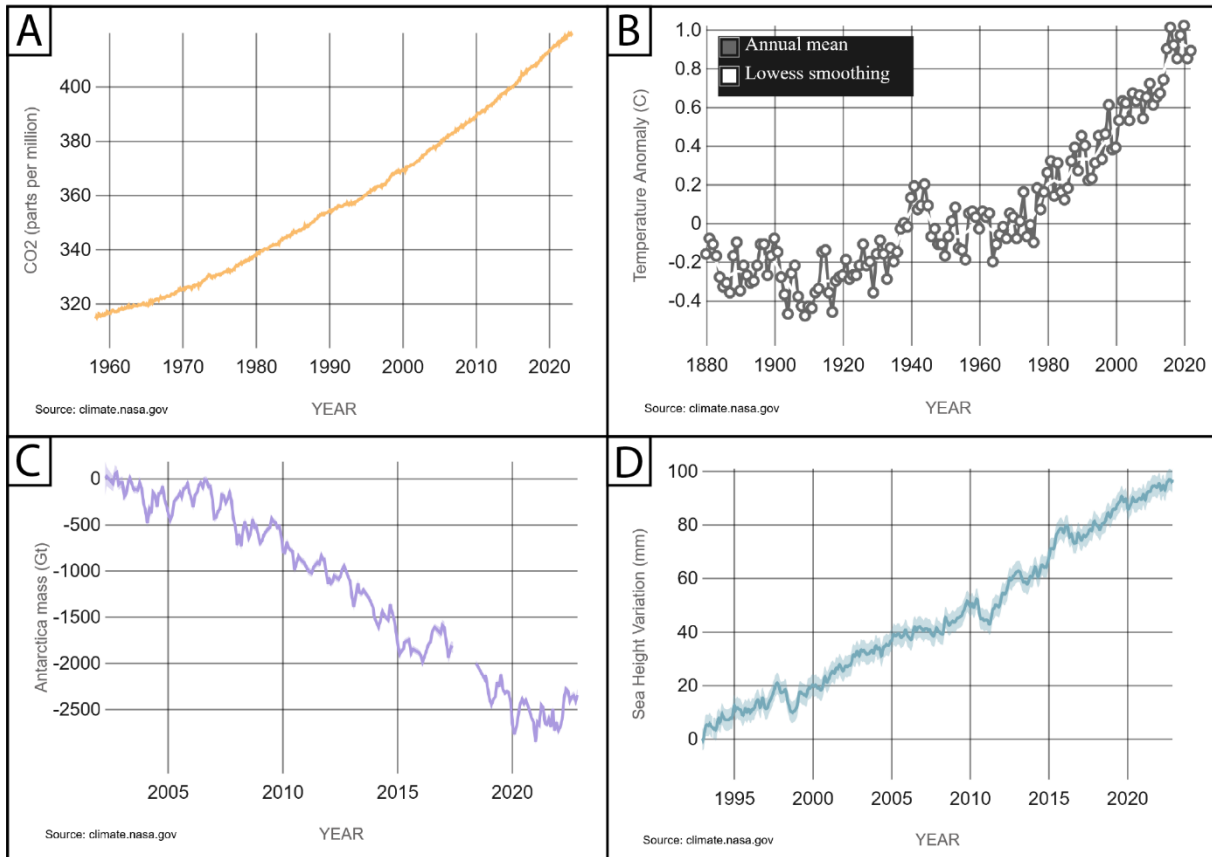 A
CO2 (parts per million)
400
380
360
340
320
1960 1970 1980 1990 2000 2010 2020
Source: climate.nasa.gov
YEAR
B
Annual mean
Lowess smoothing
Temperature Anomaly (C)
1.0
0.8
0.6
0.4
0.2
0
-0.2
-0.4
1880 1900 1920 1940 1960 1980 2000 2020
Source: climate.nasa.gov
YEAR
C
Antarctica mass (Gt)
0
-500
-1000
-1500
-2000
-2500
2005 2010 2015 2020
Source: climate.nasa.gov
YEAR
D
Sea Height Variation (mm)
100
80
60
40
20
0
1995 2000 2005 2010 2015 2020
Source: climate.nasa.gov
YEAR